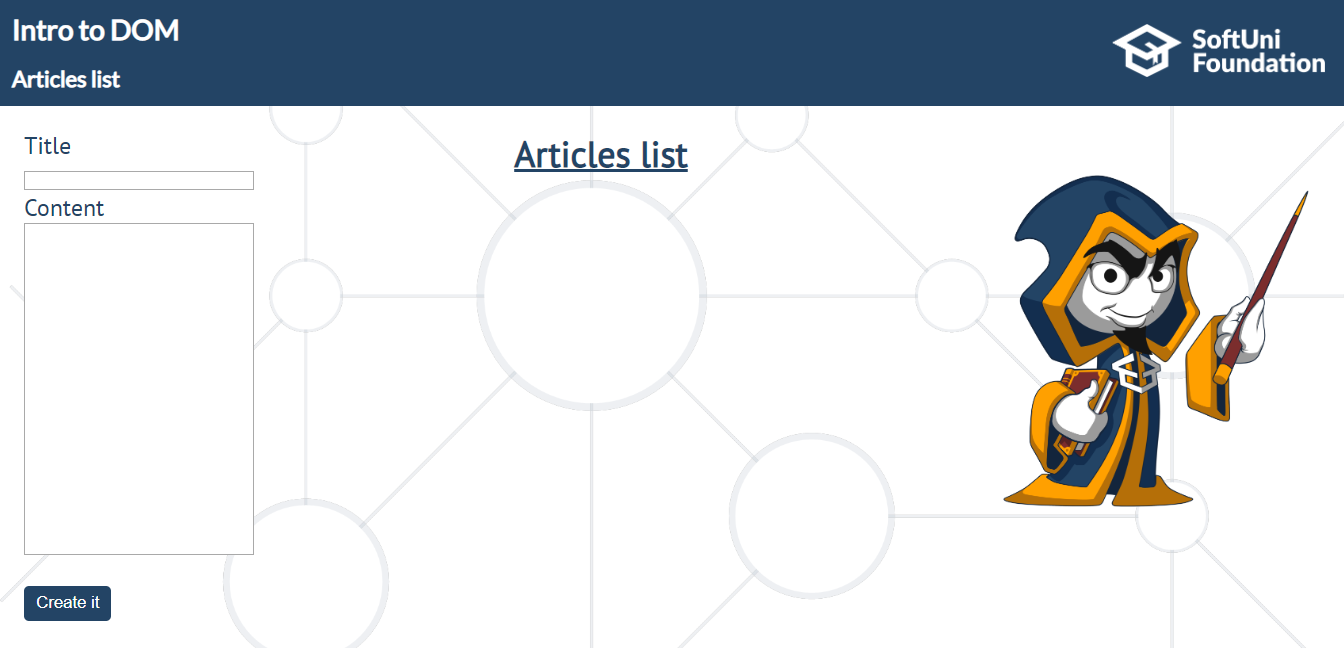 Intro to DOM
Articles list
SoftUni
Foundation
Title
Articles list
Content
Create it